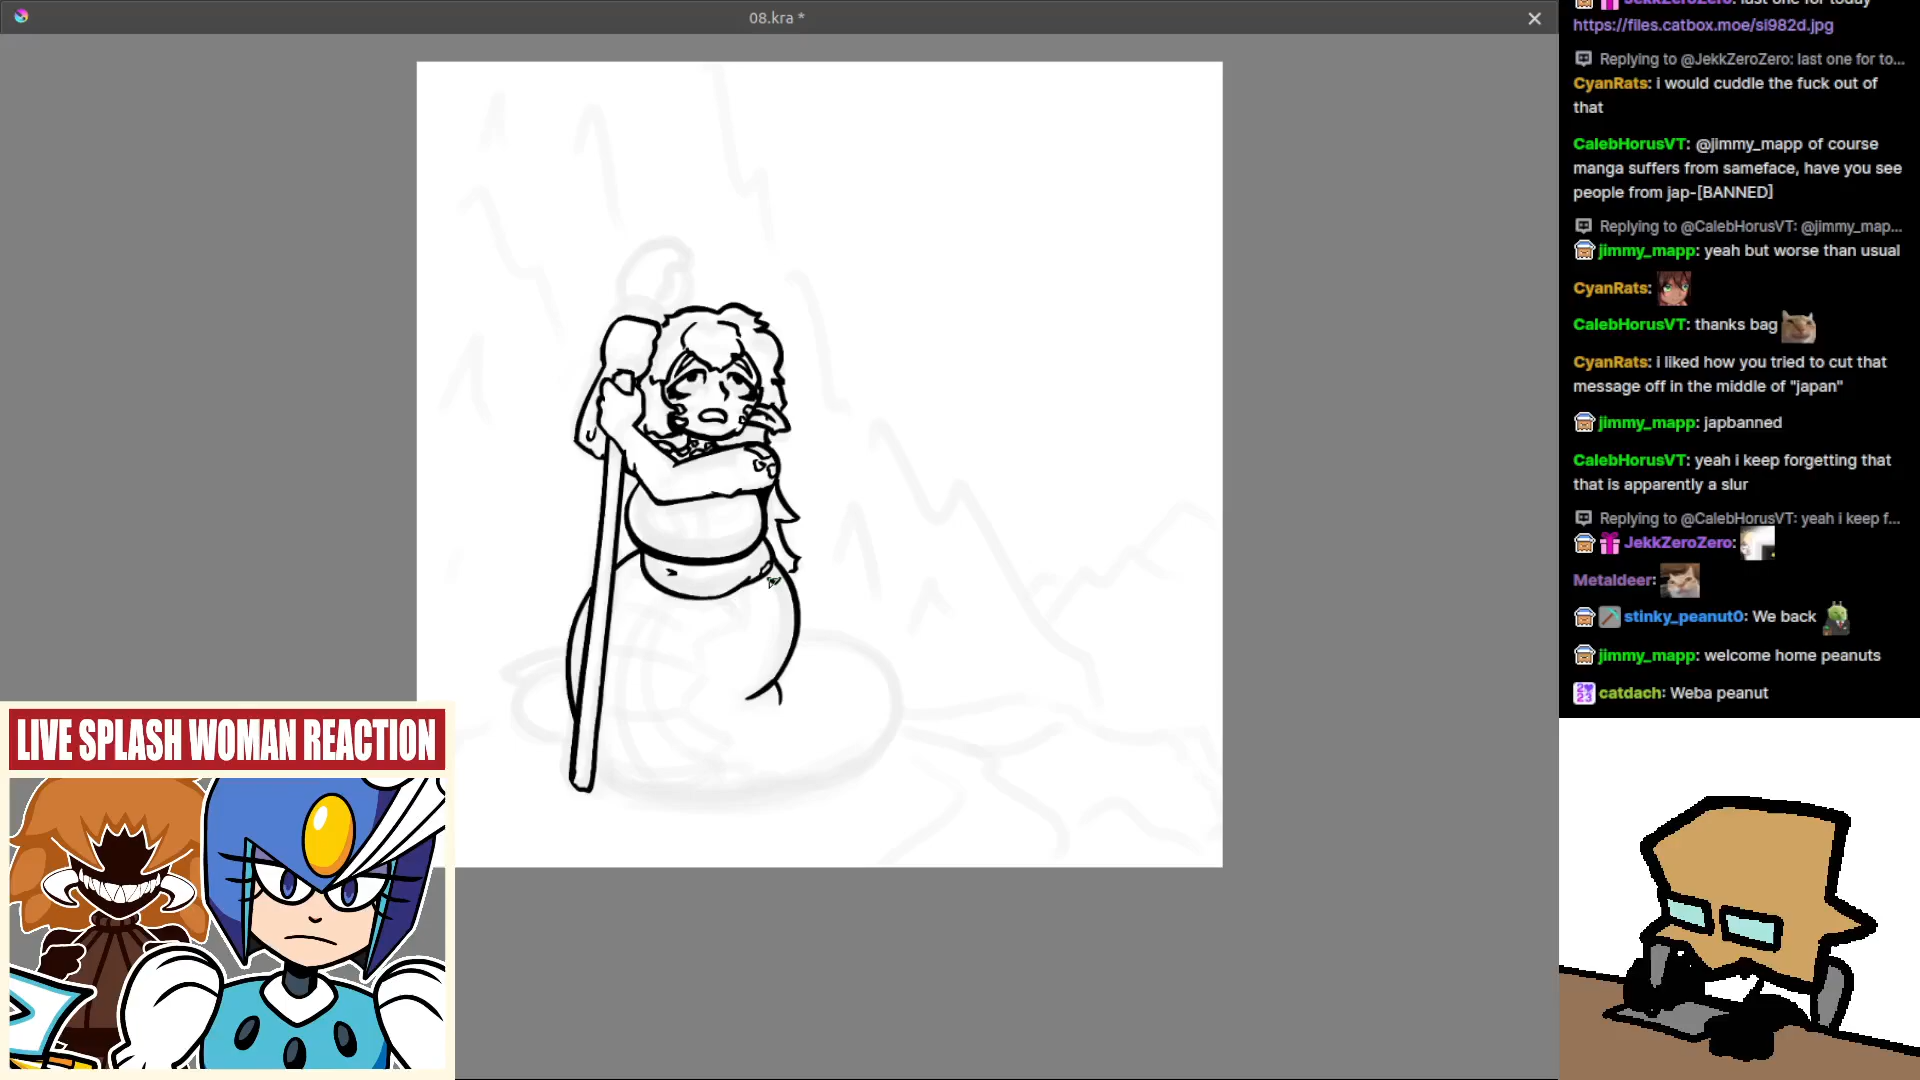 08.kra *
JekkZeroZero: last one for today
https://files.catbox.moe/si982d.jpg
Replying to @JekkZeroZero: last one for to...
CyanRats: i would cuddle the fuck out of
that
CalebHorusVT: @jimmy_mapp of course
manga suffers from sameface, have you see
people from jap-[BANNED]
Replying to @CalebHorusVT: @jimmy_map...
jimmy_mapp: yeah but worse than usual
CyanRats:
CalebHorusVT: thanks bag
CyanRats: i liked how you tried to cut that
message off in the middle of "japan"
jimmy_mapp: japbanned
CalebHorusVT: yeah i keep forgetting that
that is apparently a slur
Replying to @CalebHorusVT: yeah i keep f...
JekkZeroZero:
Metaldeer:
stinky_peanut0: We back
jimmy_mapp: welcome home peanuts
catdach: Weba peanut
LIVE SPLASH WOMAN REACTION